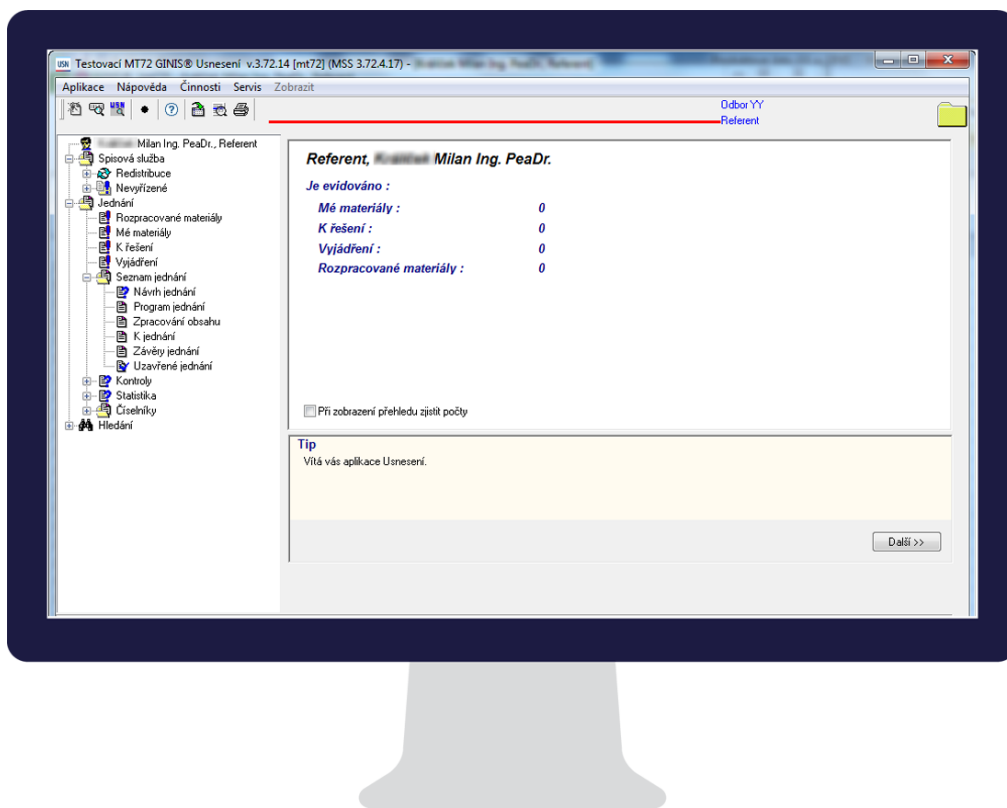 USN Testovací MT72 GINIS® Usnesení v.3.72.14 [mt72] (MSS 3.72.4.17) -
Aplikace Nápověda Činnosti Servis Zobrazit
USN
Odbor YY
Referent
Milan Ing. PeaDr., Referent
Spisová služba
Redistribuce
Nevyřízené
Jednání
Rozpracované materiály
Mé materiály
K řešení
Vyjádření
Seznam jednání
Návrh jednání
Program jednání
Zpracování obsahu
K jednání
Závěry jednání
Uzavřené jednání
Kontroly
Statistika
Číselníky
Hledání
Referent, Milan Ing. PeaDr.
Je evidováno :
Mé materiály : 0
K řešení : 0
Vyjádření : 0
Rozpracované materiály : 0
Při zobrazení přehledu zjistit počty
Tip
Vítá vás aplikace Usnesení.
Další >>